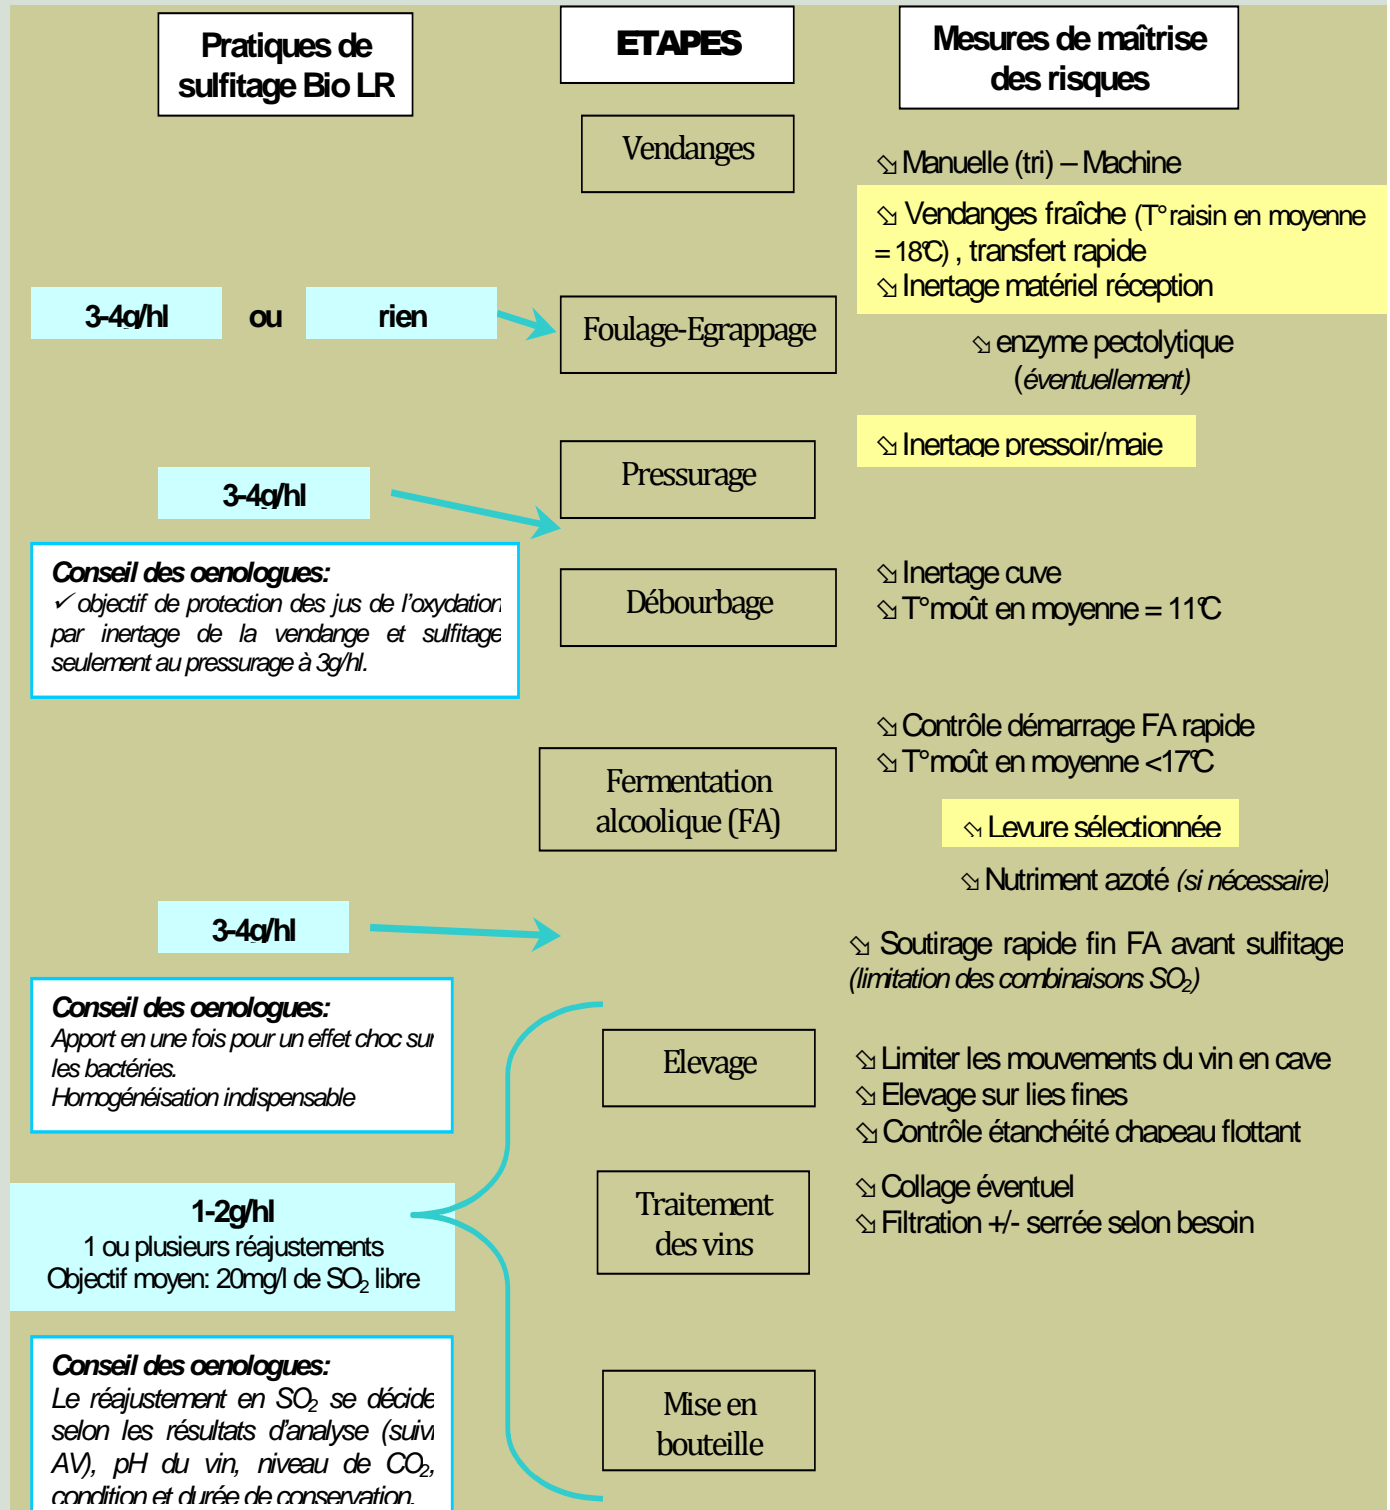 Pratiques de
sulfitage Bio LR
ETAPES
Mesures de maîtrise
des risques
Vendanges
⬂ Manuelle (tri) – Machine
⬂ Vendanges fraîche (T° raisin en moyenne
= 18°C) , transfert rapide
⬂ Inertage matériel réception
3-4g/hl ou rien
Foulage-Egrappage
⬂ enzyme pectolytique
(éventuellement)
Pressurage
⬂ Inertage pressoir/maie
3-4g/hl
Conseil des oenologues:
✓ objectif de protection des jus de l'oxydation
par inertage de la vendange et sulfitage
seulement au pressurage à 3g/hl.
Débourbage
⬂ Inertage cuve
⬂ T° moût en moyenne = 11°C
Fermentation
alcoolique (FA)
⬂ Contrôle démarrage FA rapide
⬂ T° moût en moyenne <17°C
⬂ Levure sélectionnée
⬂ Nutriment azoté (si nécessaire)
3-4g/hl
⬂ Soutirage rapide fin FA avant sulfitage
(limitation des combinaisons SO2)
Conseil des oenologues:
Apport en une fois pour un effet choc sur
les bactéries.
Homogénéisation indispensable
Elevage
⬂ Limiter les mouvements du vin en cave
⬂ Elevage sur lies fines
⬂ Contrôle étanchéité chapeau flottant
1-2g/hl
1 ou plusieurs réajustements
Objectif moyen: 20mg/l de SO2 libre
Traitement
des vins
⬂ Collage éventuel
⬂ Filtration +/- serrée selon besoin
Conseil des oenologues:
Le réajustement en SO2 se décide
selon les résultats d'analyse (suivi
AV), pH du vin, niveau de CO2,
condition et durée de conservation.
Mise en
bouteille